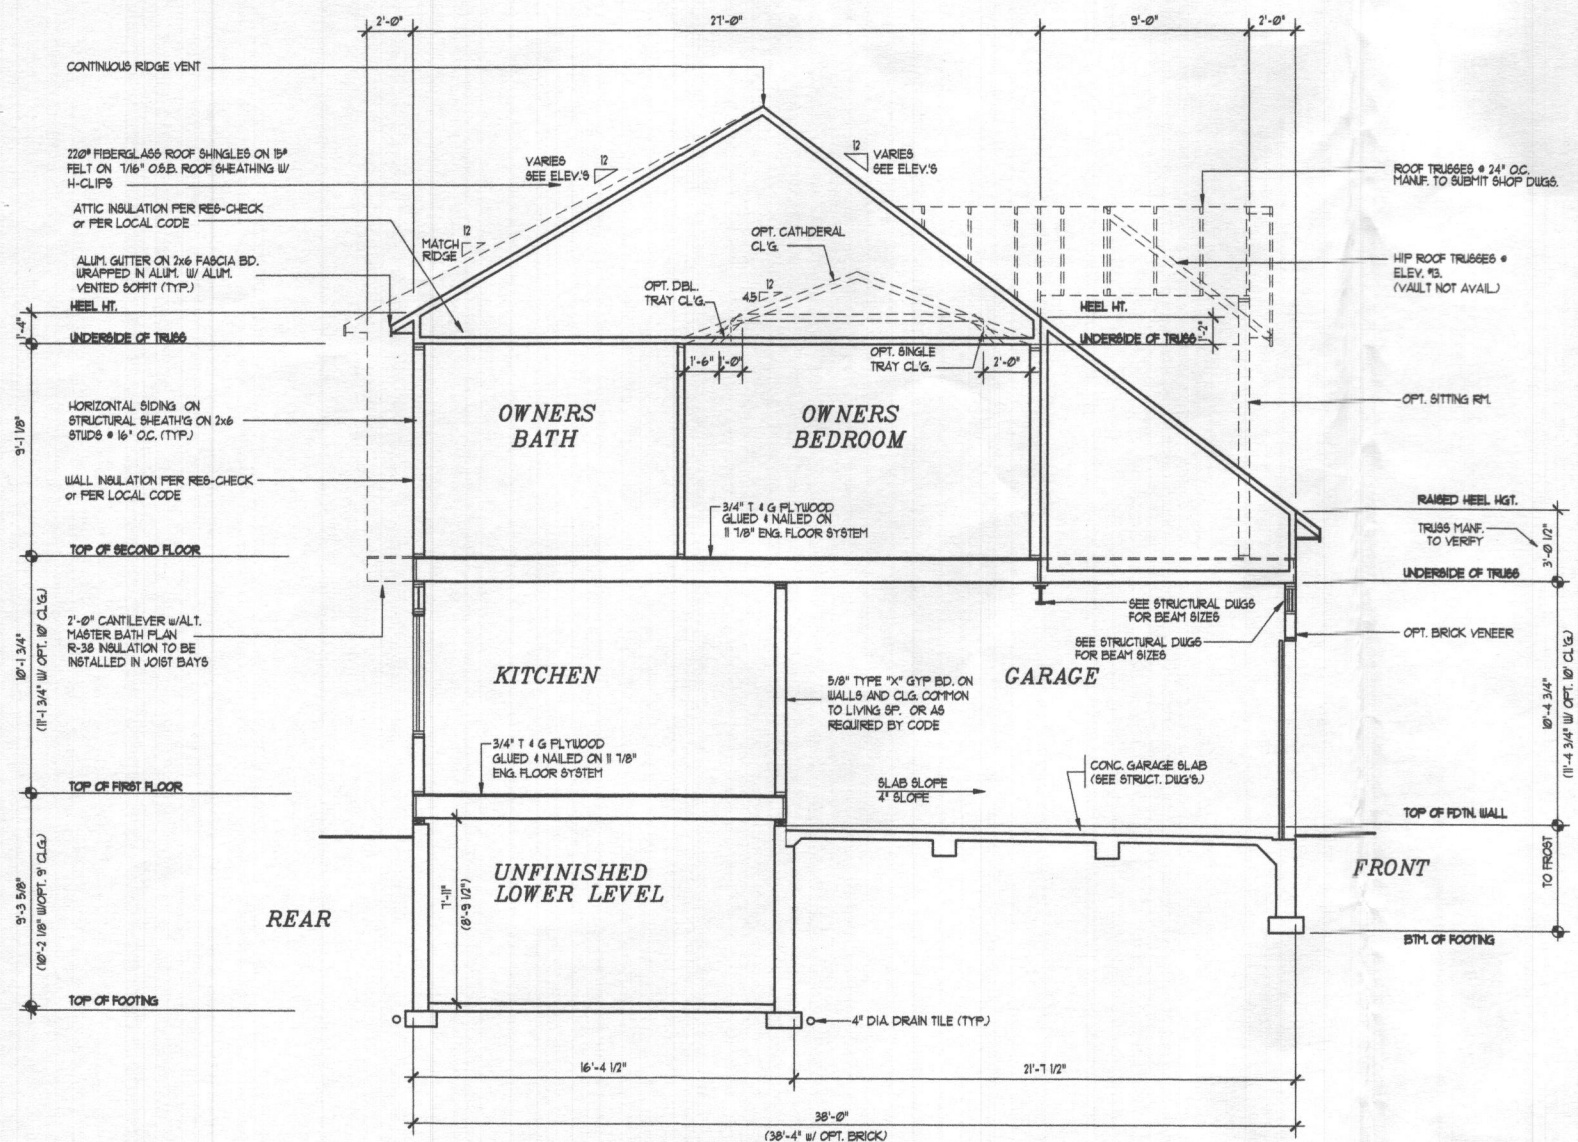 2'-0"
27'-0"
9'-0"
2'-0"
CONTINUOUS RIDGE VENT
220# FIBERGLASS ROOF SHINGLES ON 15#
FELT ON 7/16" O.S.B. ROOF SHEATHING W/
H-CLIPS
ATTIC INSULATION PER RES-CHECK
or PER LOCAL CODE
ALUM. GUTTER ON 2x6 FASCIA BD.
WRAPPED IN ALUM. W/ ALUM.
VENTED SOFFIT (TYP.)
HEEL HT.
1'-4"
UNDERSIDE OF TRUSS
HORIZONTAL SIDING ON
STRUCTURAL SHEATH'G ON 2x6
STUDS @ 16" O.C. (TYP.)
9'-1 1/8"
WALL INSULATION PER RES-CHECK
or PER LOCAL CODE
TOP OF SECOND FLOOR
2'-0" CANTILEVER w/ALT.
MASTER BATH PLAN
R-38 INSULATION TO BE
INSTALLED IN JOIST BAYS
10'-1 3/4"
(11'-1 3/4" W/ OPT. 10' CL'G.)
TOP OF FIRST FLOOR
9'-3 5/8"
(10'-2 1/8" W/OPT. 9' CLG.)
REAR
TOP OF FOOTING
12
VARIES
SEE ELEV.'S
12
VARIES
SEE ELEV.'S
12
MATCH
RIDGE
OPT. CATHDERAL
CL'G.
OPT. DBL.
TRAY CL'G.
12
4.5
OPT. SINGLE
TRAY CL'G.
1'-6"
1'-0"
2'-0"
HEEL HT.
1'-2"
UNDERSIDE OF TRUSS
OWNERS
BATH
OWNERS
BEDROOM
3/4" T & G PLYWOOD
GLUED & NAILED ON
11 7/8" ENG. FLOOR SYSTEM
SEE STRUCTURAL DWGS
FOR BEAM SIZES
SEE STRUCTURAL DWGS
FOR BEAM SIZES
KITCHEN
GARAGE
5/8" TYPE "X" GYP BD. ON
WALLS AND CLG. COMMON
TO LIVING SP. OR AS
REQUIRED BY CODE
3/4" T & G PLYWOOD
GLUED & NAILED ON 11 7/8"
ENG. FLOOR SYSTEM
SLAB SLOPE
4" SLOPE
CONC. GARAGE SLAB
(SEE STRUCT. DWG'S.)
UNFINISHED
LOWER LEVEL
7'-11"
(8'-9 1/2")
4" DIA. DRAIN TILE (TYP.)
ROOF TRUSSES @ 24" O.C.
MANUF. TO SUBMIT SHOP DWGS.
HIP ROOF TRUSSES @
ELEV. #3.
(VAULT NOT AVAIL.)
OPT. SITTING RM.
RAISED HEEL HGT.
TRUSS MANF.
TO VERIFY
3'-0 1/2"
UNDERSIDE OF TRUSS
OPT. BRICK VENEER
10'-4 3/4"
(11'-4 3/4" W/ OPT. 10' CL'G.)
TOP OF FDTN. WALL
TO FROST
FRONT
BTM. OF FOOTING
16'-4 1/2"
21'-7 1/2"
38'-0"
(38'-4" W/ OPT. BRICK)